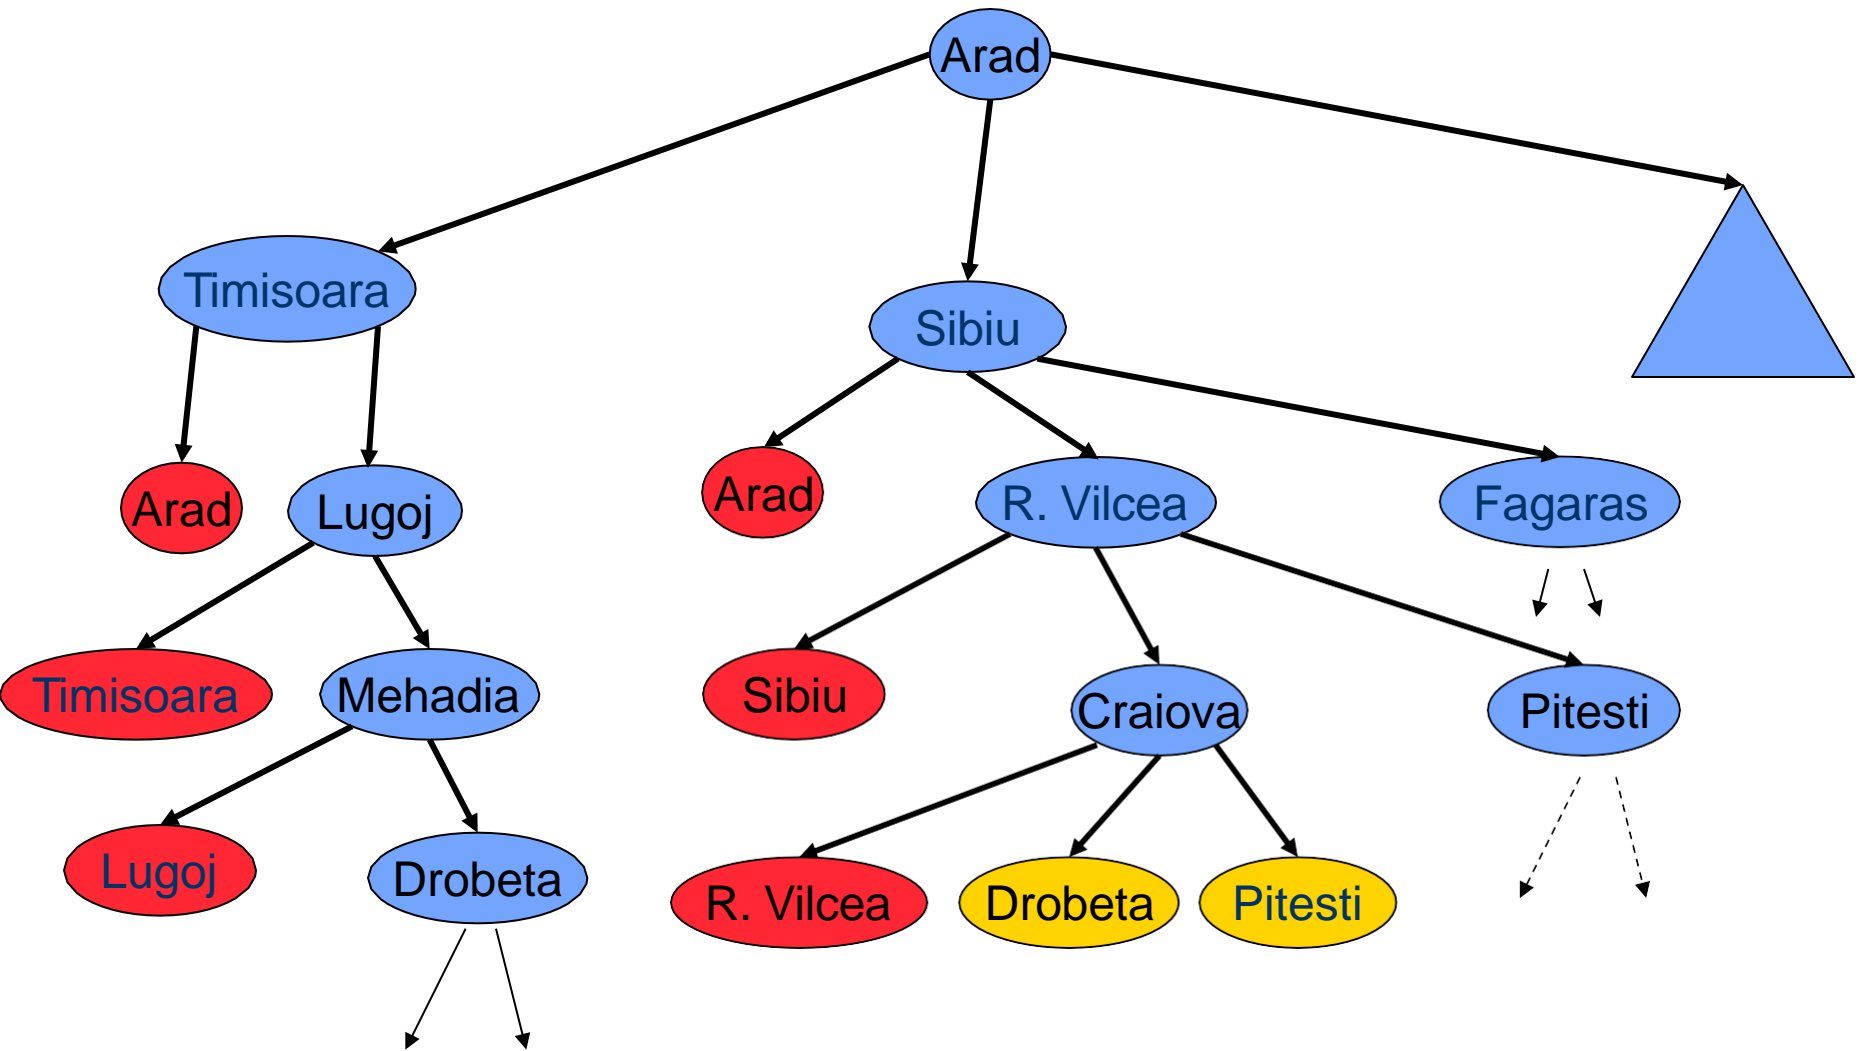 Arad
Timisoara
Sibiu
Arad
Lugoj
Arad
R. Vilcea
Fagaras
Timisoara
Mehadia
Sibiu
Craiova
Pitesti
Lugoj
Drobeta
R. Vilcea
Drobeta
Pitesti